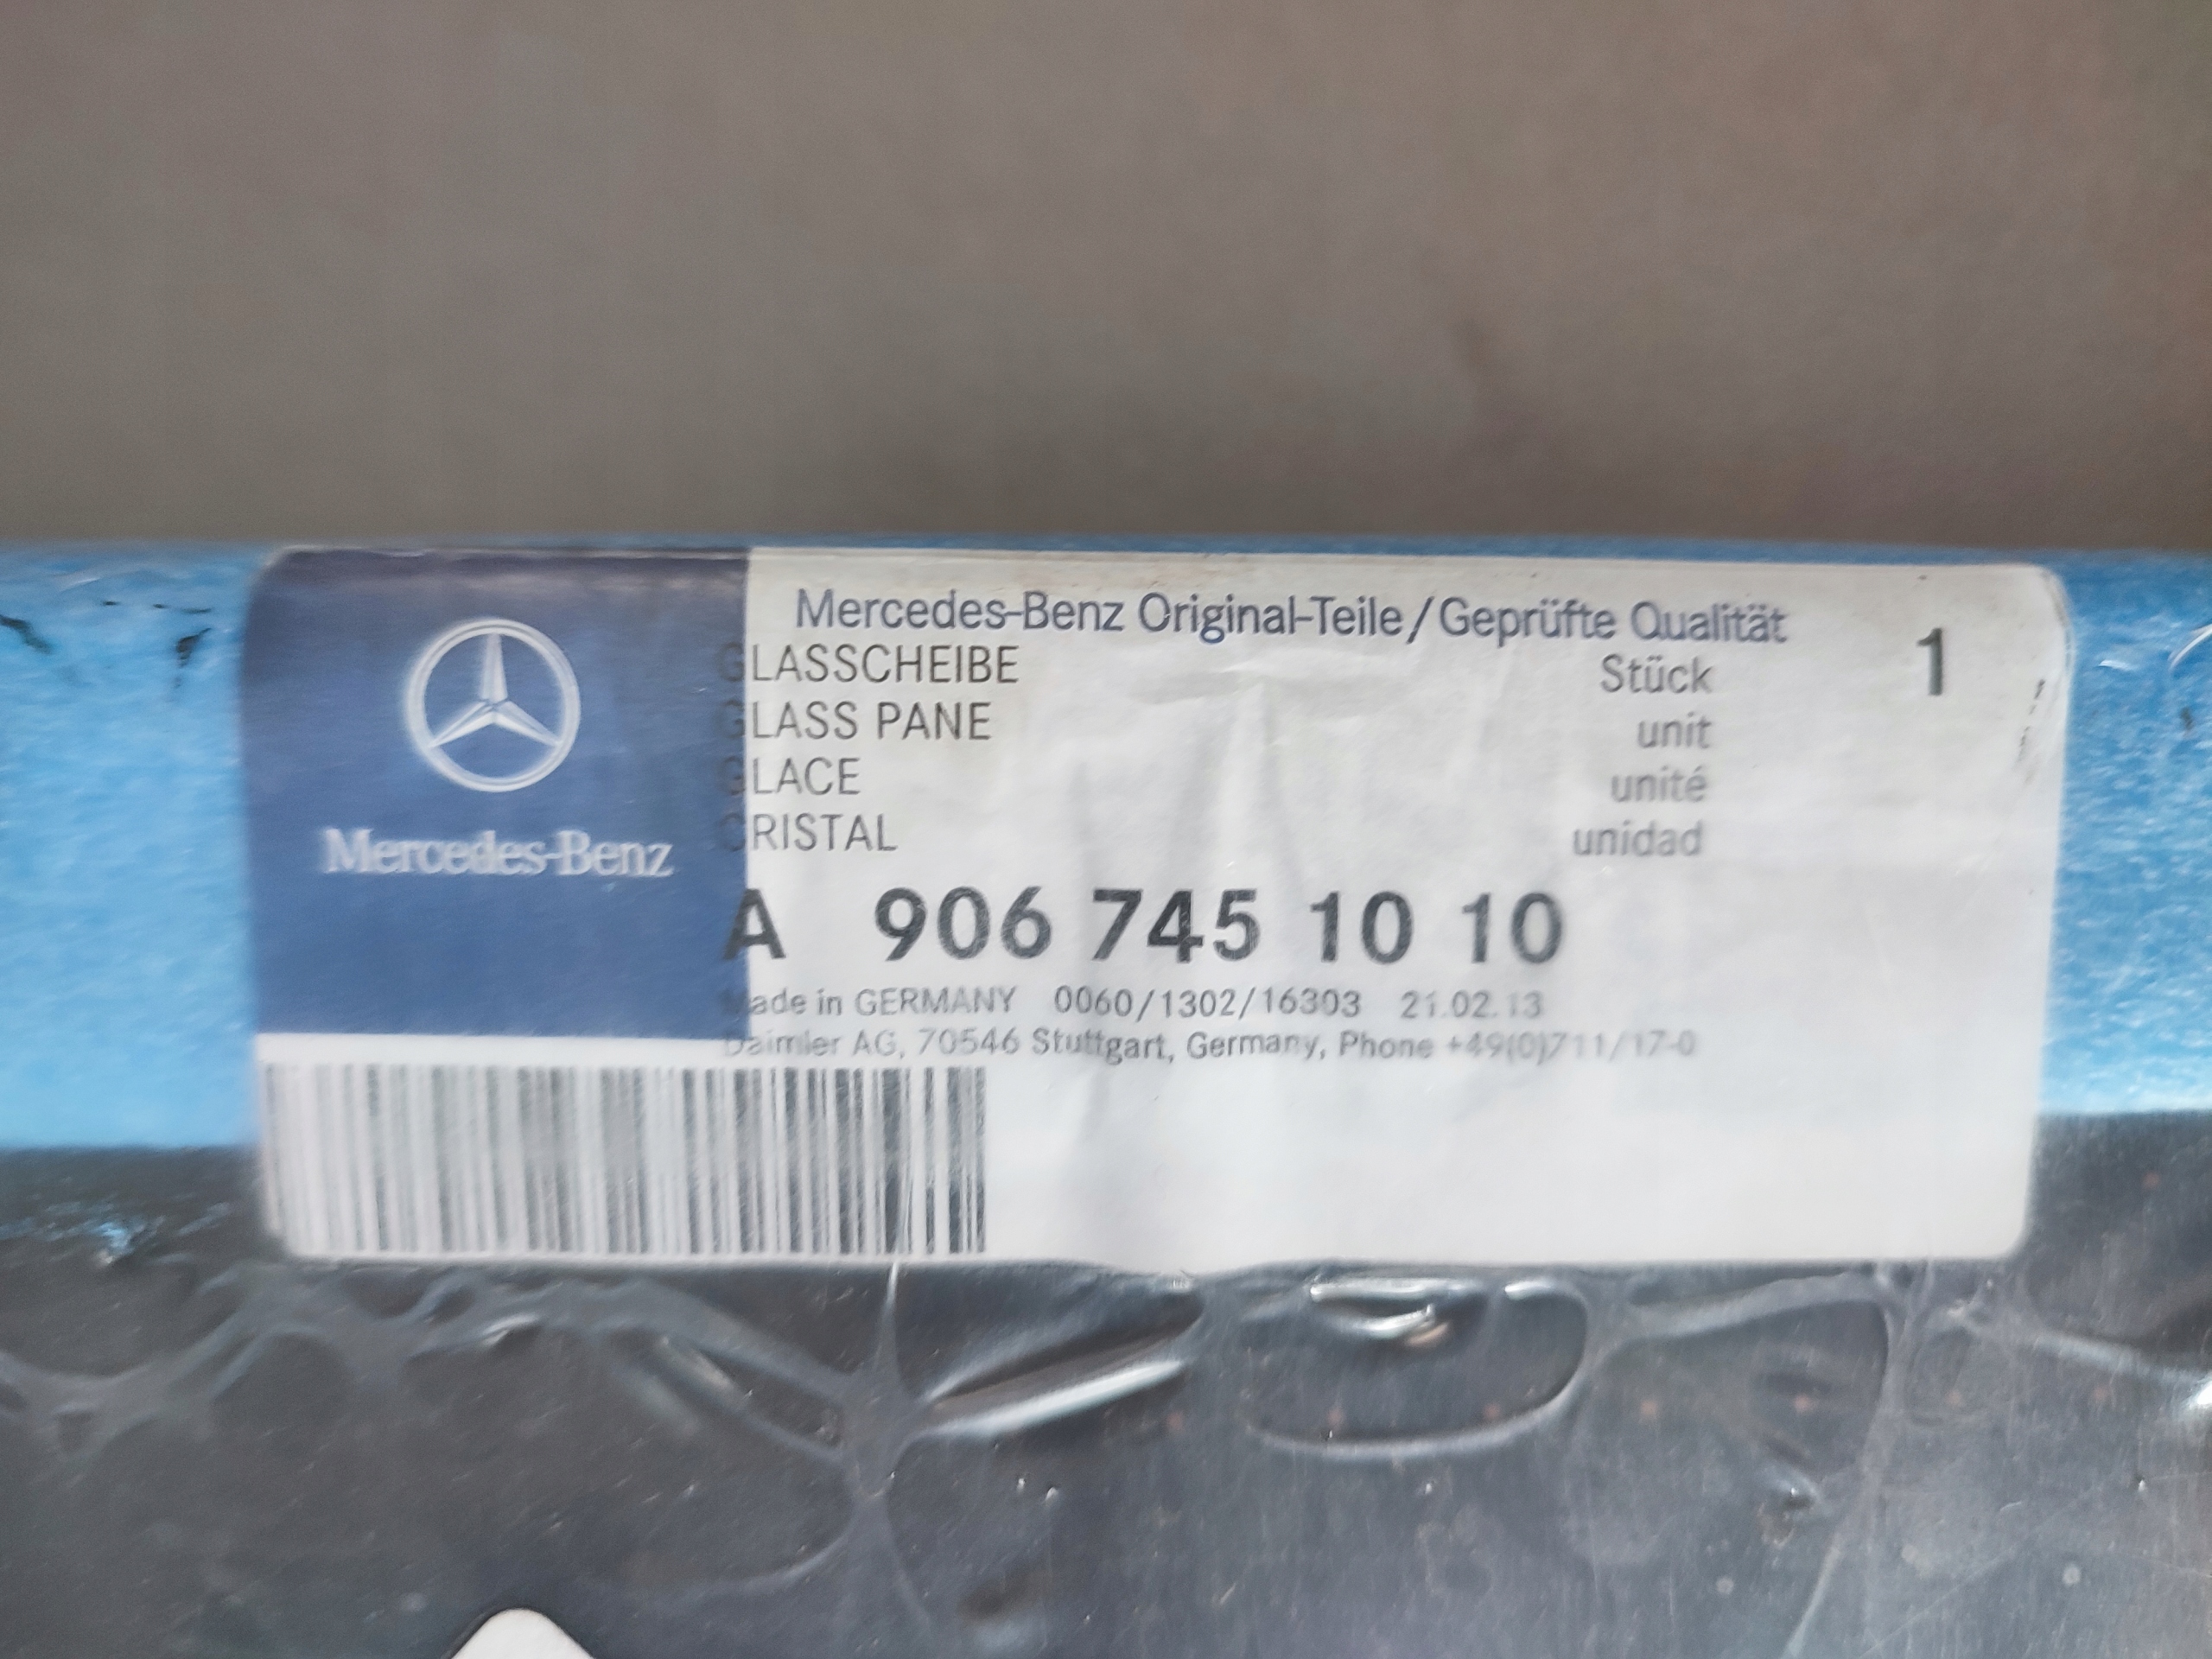 Mercedes-Benz
Mercedes-Benz Original-Teile/Geprüfte Qualität
GLASSCHEIBE Stück 1
GLASS PANE unit
GLACE unité
CRISTAL unidad
A 906 745 10 10
Made in GERMANY 0060/1302/16303 21.02.13
Daimler AG, 70546 Stuttgart, Germany, Phone +49(0)711/17-0